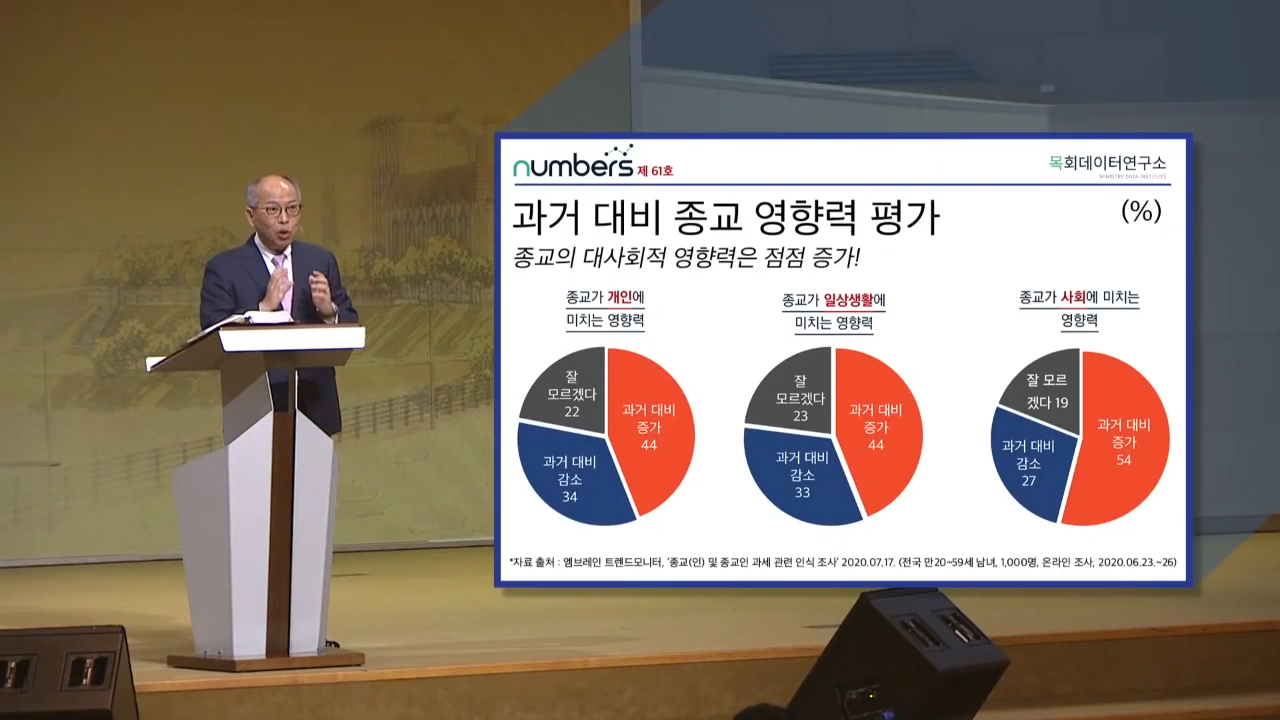 numbers 제 61호
목회데이터연구소
MINISTRY DATA INSTITUTE
과거 대비 종교 영향력 평가
(%)
종교의 대사회적 영향력은 점점 증가!
종교가 개인에
미치는 영향력
종교가 일상생활에
미치는 영향력
종교가 사회에 미치는
영향력
잘
모르겠다
22
과거 대비
증가
44
과거 대비
감소
34
잘
모르겠다
23
과거 대비
증가
44
과거 대비
감소
33
잘 모르
겠다 19
과거 대비
증가
54
과거 대비
감소
27
*자료 출처 : 엠브레인 트렌드모니터, '종교(인) 및 종교인 과세 관련 인식 조사' 2020.07.17. (전국 만20~59세 남녀, 1,000명, 온라인 조사, 2020.06.23.~26)